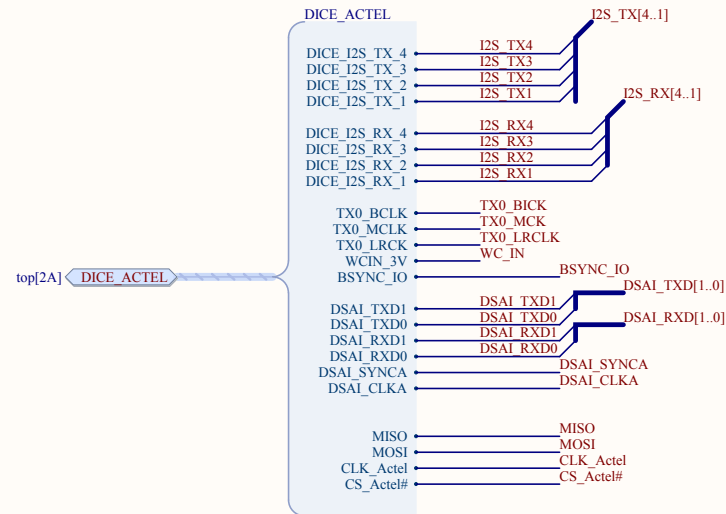 DICE_ACTEL I2S_TX[4..1]
DICE_I2S_TX_4 I2S_TX4
DICE_I2S_TX_3 I2S_TX3
DICE_I2S_TX_2 I2S_TX2
DICE_I2S_TX_1 I2S_TX1
I2S_RX[4..1]
DICE_I2S_RX_4 I2S_RX4
DICE_I2S_RX_3 I2S_RX3
DICE_I2S_RX_2 I2S_RX2
DICE_I2S_RX_1 I2S_RX1
TX0_BCLK TX0_BICK
TX0_MCLK TX0_MCK
TX0_LRCK TX0_LRCLK
WCIN_3V WC_IN
top[2A] DICE_ACTEL BSYNC_IO BSYNC_IO
DSAI_TXD[1..0]
DSAI_TXD1 DSAI_TXD1
DSAI_TXD0 DSAI_TXD0 DSAI_RXD[1..0]
DSAI_RXD1 DSAI_RXD1
DSAI_RXD0 DSAI_RXD0
DSAI_SYNCA DSAI_SYNCA
DSAI_CLKA DSAI_CLKA
MISO MISO
MOSI MOSI
CLK_Actel CLK_Actel
CS_Actel# CS_Actel#